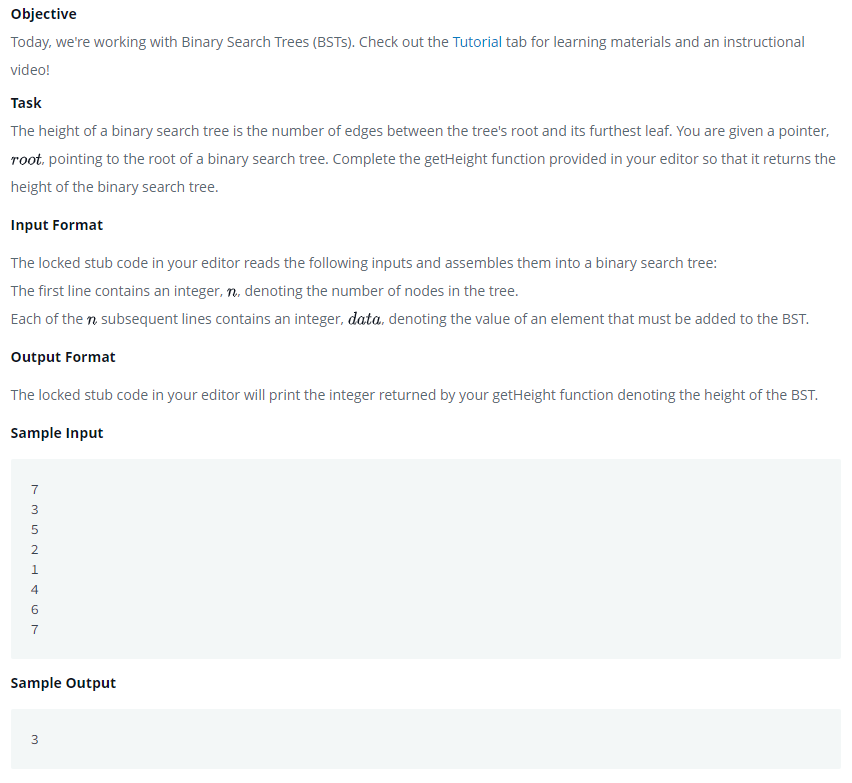 Objective
Today, we're working with Binary Search Trees (BSTs). Check out the Tutorial tab for learning materials and an instructional
video!
Task
The height of a binary search tree is the number of edges between the tree's root and its furthest leaf. You are given a pointer,
root, pointing to the root of a binary search tree. Complete the getHeight function provided in your editor so that it returns the
height of the binary search tree.
Input Format
The locked stub code in your editor reads the following inputs and assembles them into a binary search tree:
The first line contains an integer, n, denoting the number of nodes in the tree.
Each of the n subsequent lines contains an integer, data, denoting the value of an element that must be added to the BST.
Output Format
The locked stub code in your editor will print the integer returned by your getHeight function denoting the height of the BST.
Sample Input
7
3
5
2
1
4
6
7
Sample Output
3